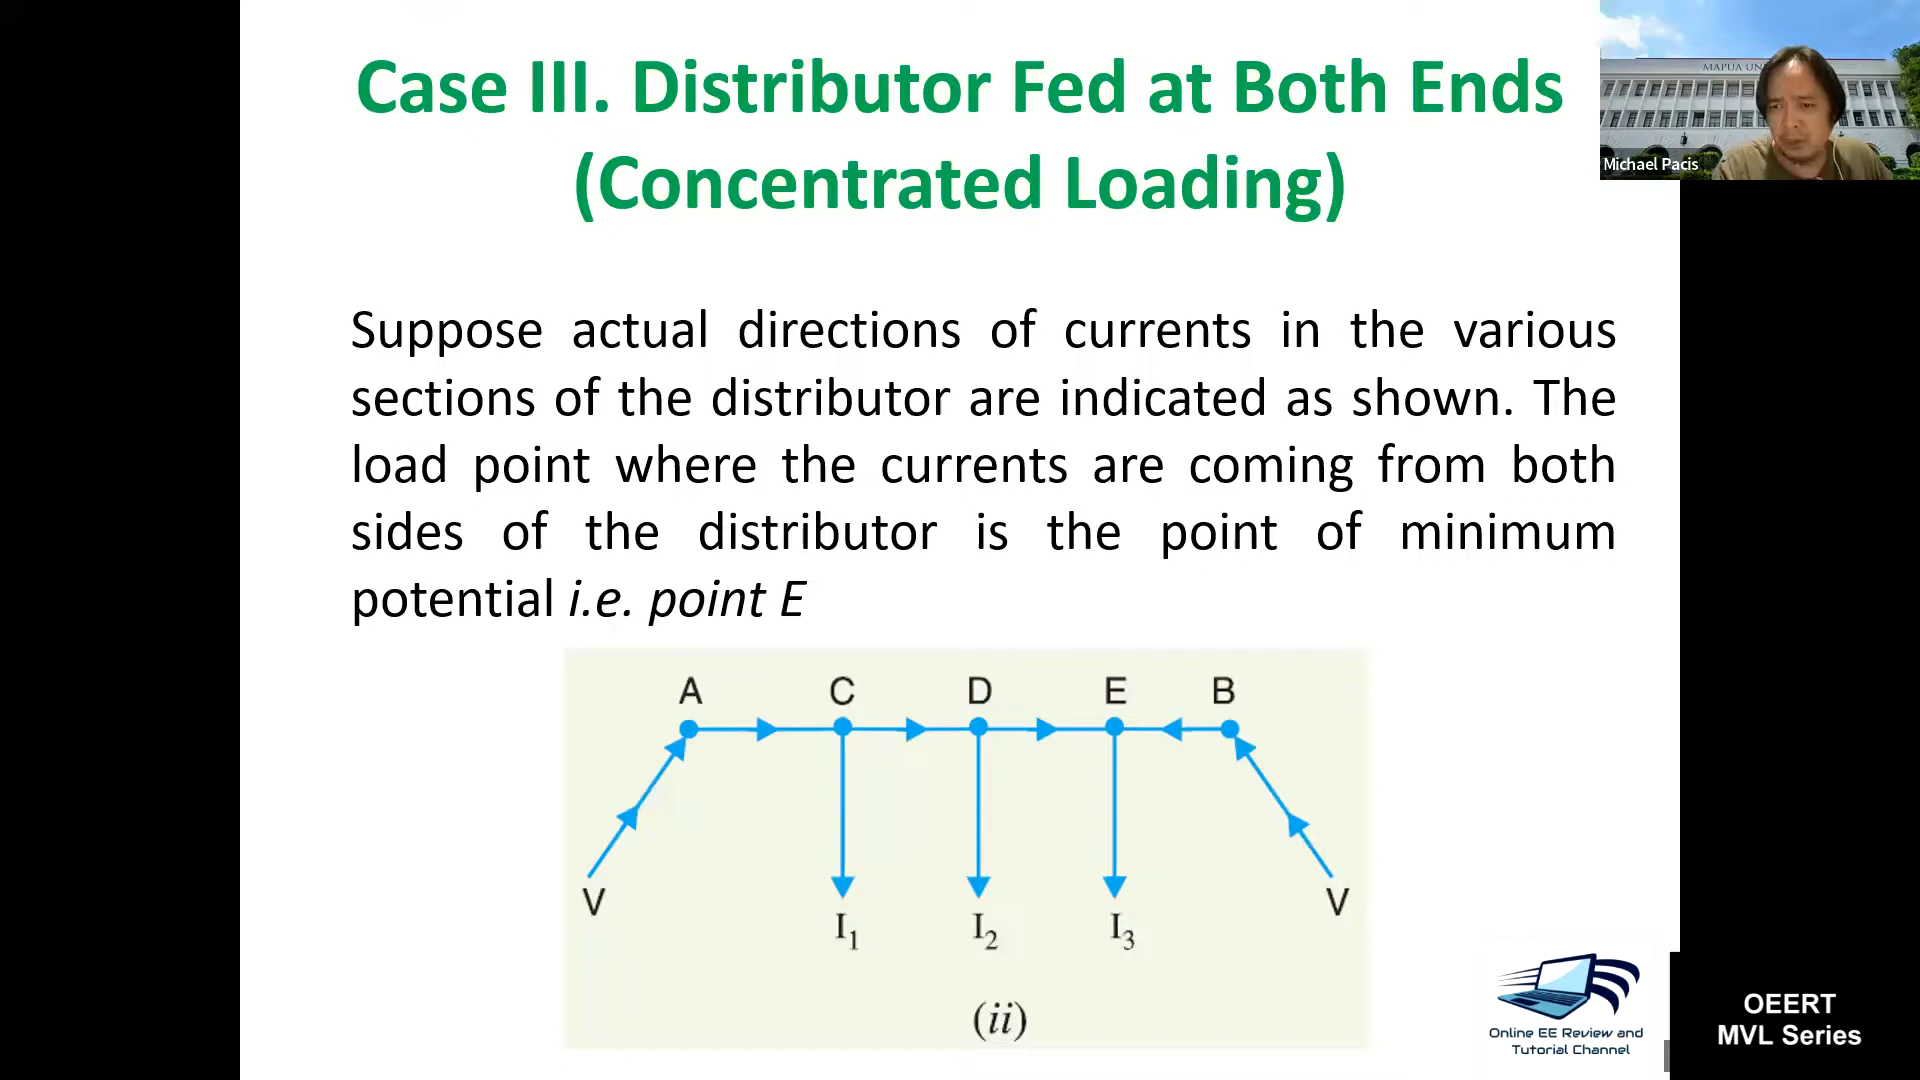 Case III. Distributor Fed at Both Ends
(Concentrated Loading)
MAPUA UN
Michael Pacis
Suppose actual directions of currents in the various
sections of the distributor are indicated as shown. The
load point where the currents are coming from both
sides of the distributor is the point of minimum
potential i.e. point E
A C D E B
V V
I1 I2 I3
(ii)
Online EE Review and
Tutorial Channel
OEERT
MVL Series